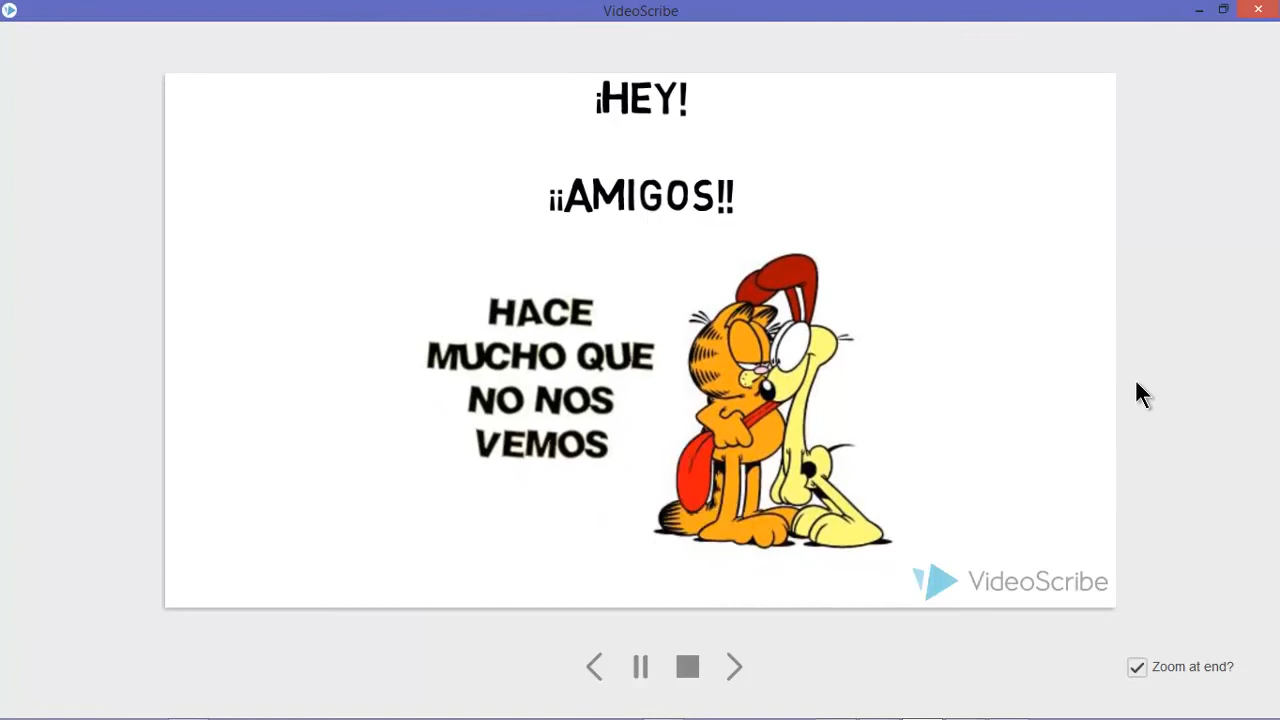 VideoScribe
¡HEY!
¡¡AMIGOS!!
HACE
MUCHO QUE
NO NOS
VEMOS
VideoScribe
Zoom at end?